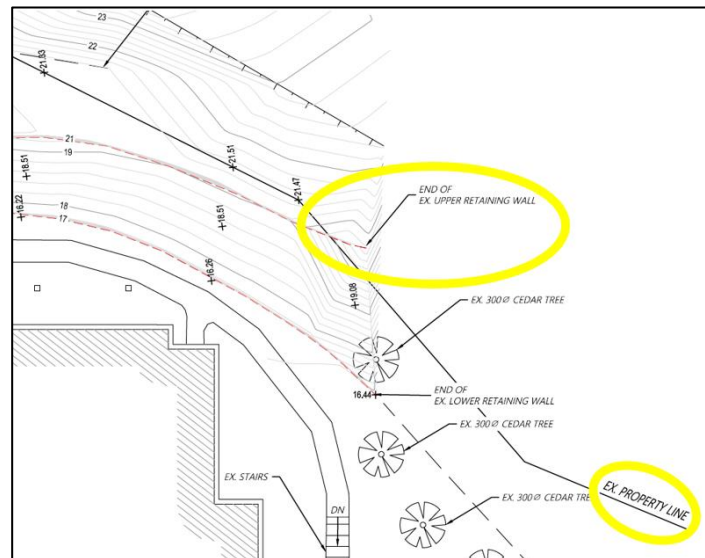 23
22
21.53
21
19
21.51
18.51
21.47
END OF
EX. UPPER RETAINING WALL
18
17
16.22
18.51
16.26
19.08
EX. 300Ø CEDAR TREE
16.44
END OF
EX. LOWER RETAINING WALL
EX. 300Ø CEDAR TREE
EX. STAIRS
DN
EX. 300Ø CEDAR TREE
EX. PROPERTY LINE